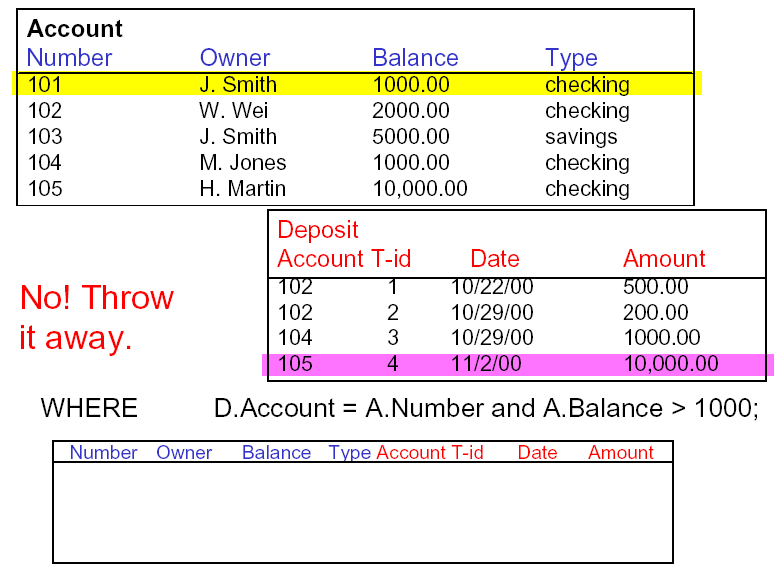 Account
Number Owner Balance Type
101 J. Smith 1000.00 checking
102 W. Wei 2000.00 checking
103 J. Smith 5000.00 savings
104 M. Jones 1000.00 checking
105 H. Martin 10,000.00 checking
Deposit
Account T-id Date Amount
102 1 10/22/00 500.00
102 2 10/29/00 200.00
104 3 10/29/00 1000.00
105 4 11/2/00 10,000.00
No! Throw
it away.
WHERE D.Account = A.Number and A.Balance > 1000;
Number Owner Balance Type Account T-id Date Amount